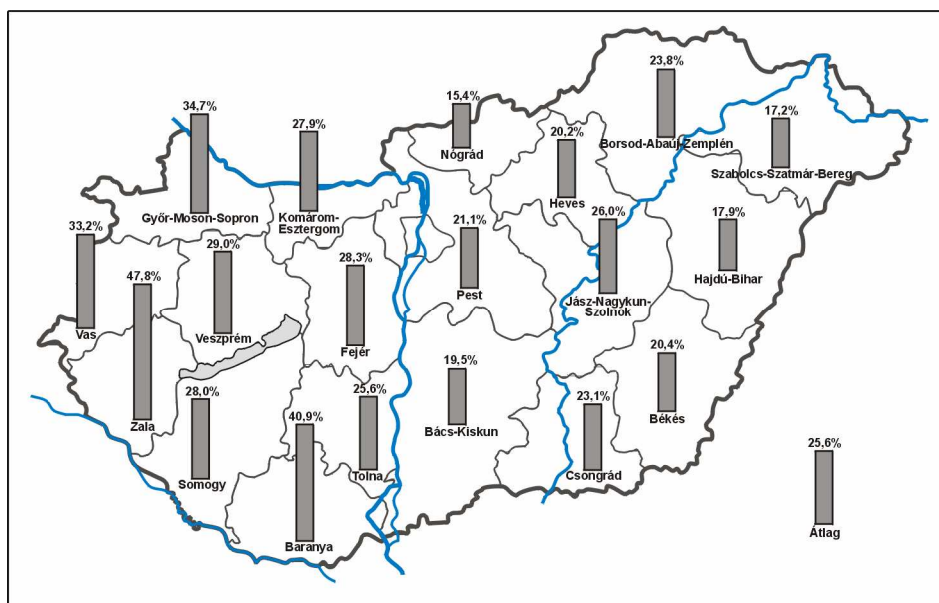 23,8%
Borsod-Abaúj-Zemplén
15,4%
Nógrád
34,7%
Győr-Moson-Sopron
27,9%
Komárom-
Esztergom
17,2%
Szabolcs-Szatmár-Bereg
20,2%
Heves
33,2%
Vas
29,0%
Veszprém
28,3%
Fejér
21,1%
Pest
26,0%
Jász-Nagykun-
Szolnok
17,9%
Hajdú-Bihar
47,8%
Zala
28,0%
Somogy
40,9%
Baranya
25,6%
Tolna
19,5%
Bács-Kiskun
23,1%
Csongrád
20,4%
Békés
25,6%
Átlag